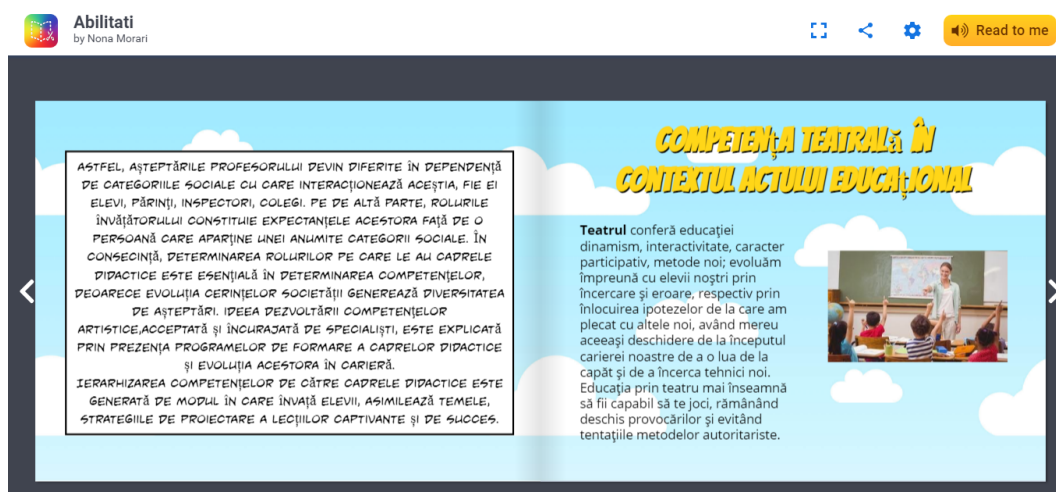 Abilitati
by Nona Morari
Read to me
ASTFEL, AȘTEPTĂRILE PROFESORULUI DEVIN DIFERITE ÎN DEPENDENȚĂ
DE CATEGORIILE SOCIALE CU CARE INTERACȚIONEAZĂ ACEȘTIA, FIE EI
ELEVI, PĂRINȚI, INSPECTORI, COLEGI. PE DE ALTĂ PARTE, ROLURILE
ÎNVĂȚĂTORULUI CONSTITUIE EXPECTANȚELE ACESTORA FAȚĂ DE O
PERSOANĂ CARE APARȚINE UNEI ANUMITE CATEGORII SOCIALE. ÎN
CONSECINȚĂ, DETERMINAREA ROLURILOR PE CARE LE AU CADRELE
DIDACTICE ESTE ESENȚIALĂ ÎN DETERMINAREA COMPETENȚELOR,
DEOARECE EVOLUȚIA CERINȚELOR SOCIETĂȚII GENEREAZĂ DIVERSITATEA
DE AȘTEPTĂRI. IDEEA DEZVOLTĂRII COMPETENȚELOR
ARTISTICE,ACCEPTATĂ ȘI ÎNCURAJATĂ DE SPECIALIȘTI, ESTE EXPLICATĂ
PRIN PREZENȚA PROGRAMELOR DE FORMARE A CADRELOR DIDACTICE
ȘI EVOLUȚIA ACESTORA ÎN CARIERĂ.
IERARHIZAREA COMPETENȚELOR DE CĂTRE CADRELE DIDACTICE ESTE
GENERATĂ DE MODUL ÎN CARE ÎNVAȚĂ ELEVII, ASIMILEAZĂ TEMELE,
STRATEGIILE DE PROIECTARE A LECȚIILOR CAPTIVANTE ȘI DE SUCCES.
COMPETENȚA TEATRALĂ ÎN
CONTEXTUL ACTULUI EDUCAȚIONAL
Teatrul conferă educaţiei
dinamism, interactivitate, caracter
participativ, metode noi; evoluăm
împreună cu elevii noştri prin
încercare şi eroare, respectiv prin
înlocuirea ipotezelor de la care am
plecat cu altele noi, având mereu
aceeaşi deschidere de la începutul
carierei noastre de a o lua de la
capăt şi de a încerca tehnici noi.
Educaţia prin teatru mai înseamnă
să fii capabil să te joci, rămânând
deschis provocărilor şi evitând
tentaţiile metodelor autoritariste.